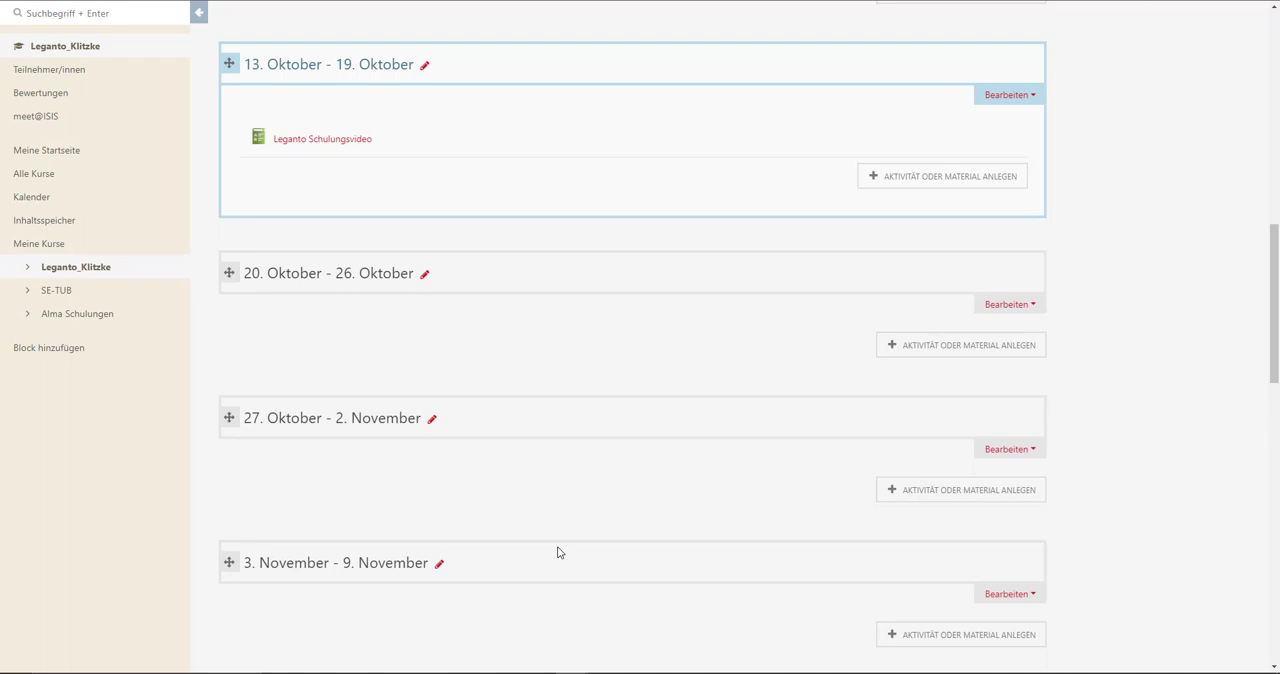 Suchbegriff + Enter
Leganto_Klitzke
Teilnehmer/innen
Bewertungen
meet@ISIS
Meine Startseite
Alle Kurse
Kalender
Inhaltsspeicher
Meine Kurse
Leganto_Klitzke
SE-TUB
Alma Schulungen
Block hinzufügen
13. Oktober - 19. Oktober
Bearbeiten
Leganto Schulungsvideo
AKTIVITÄT ODER MATERIAL ANLEGEN
20. Oktober - 26. Oktober
Bearbeiten
AKTIVITÄT ODER MATERIAL ANLEGEN
27. Oktober - 2. November
Bearbeiten
AKTIVITÄT ODER MATERIAL ANLEGEN
3. November - 9. November
Bearbeiten
AKTIVITÄT ODER MATERIAL ANLEGEN